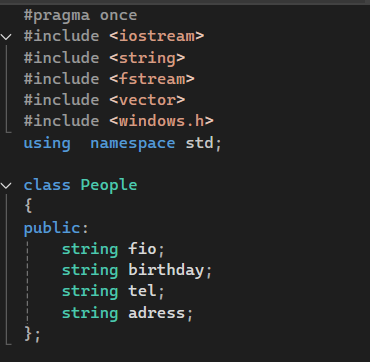 #pragma once
#include <iostream>
#include <string>
#include <fstream>
#include <vector>
#include <windows.h>
using  namespace std;
class People
{
public:
string fio;
string birthday;
string tel;
string adress;
};